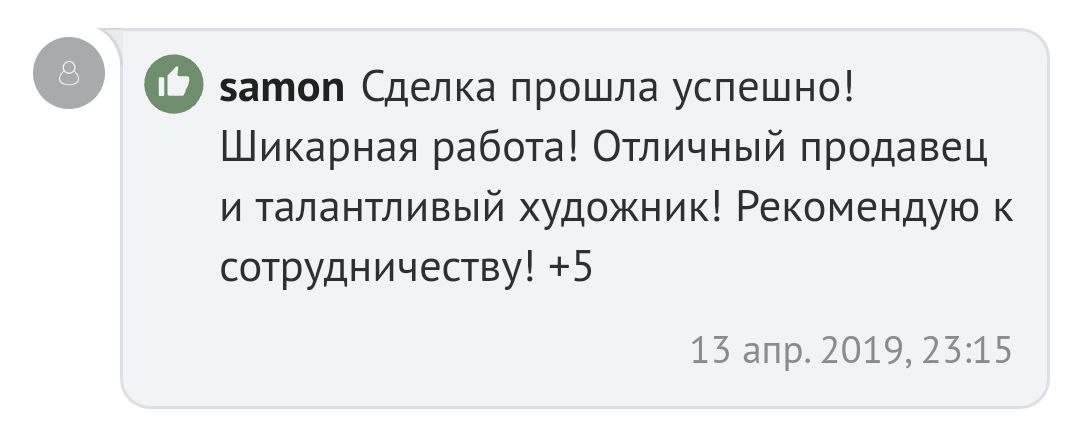 samon Сделка прошла успешно!
Шикарная работа! Отличный продавец
и талантливый художник! Рекомендую к
сотрудничеству! +5
13 апр. 2019, 23:15